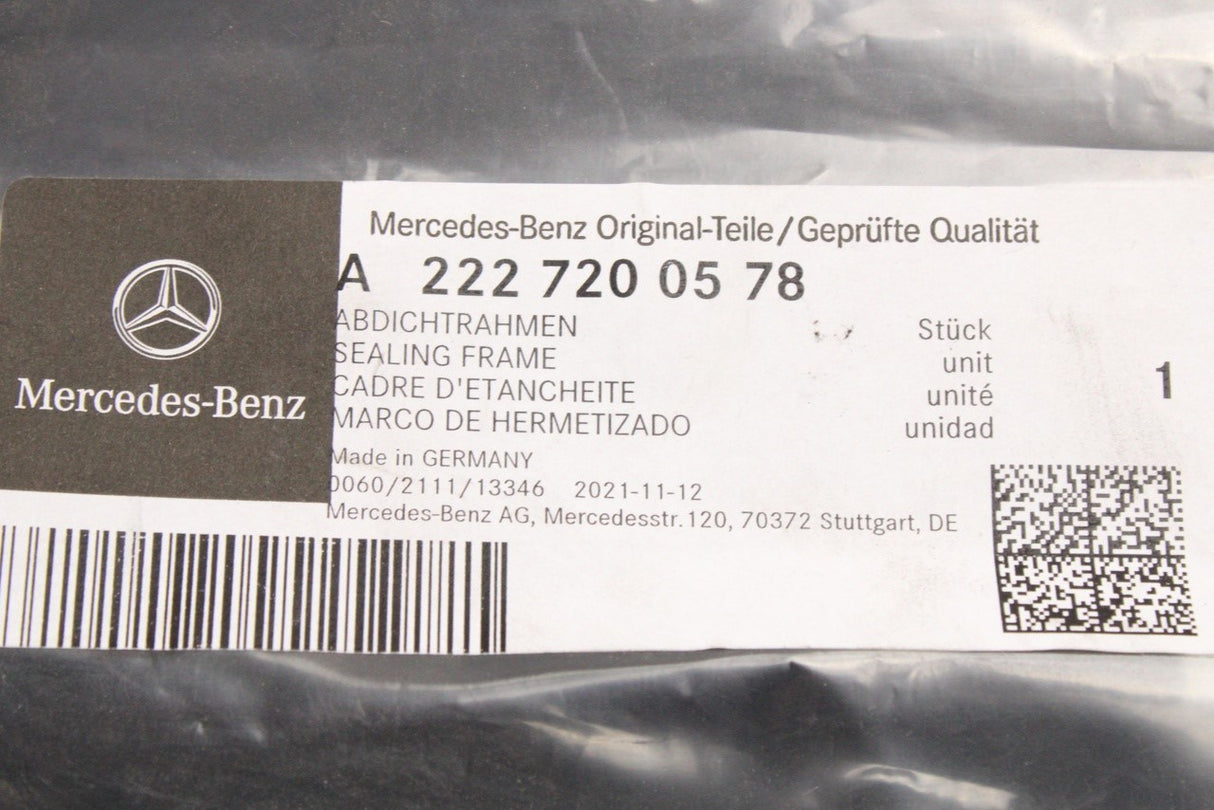 Mercedes-Benz
Mercedes-Benz Original-Teile/Geprüfte Qualität
A 222 720 05 78
ABDICHTRAHMEN Stück
SEALING FRAME unit
CADRE D'ETANCHEITE unité 1
MARCO DE HERMETIZADO unidad
Made in GERMANY
0060/2111/13346 2021-11-12
Mercedes-Benz AG, Mercedesstr.120, 70372 Stuttgart, DE